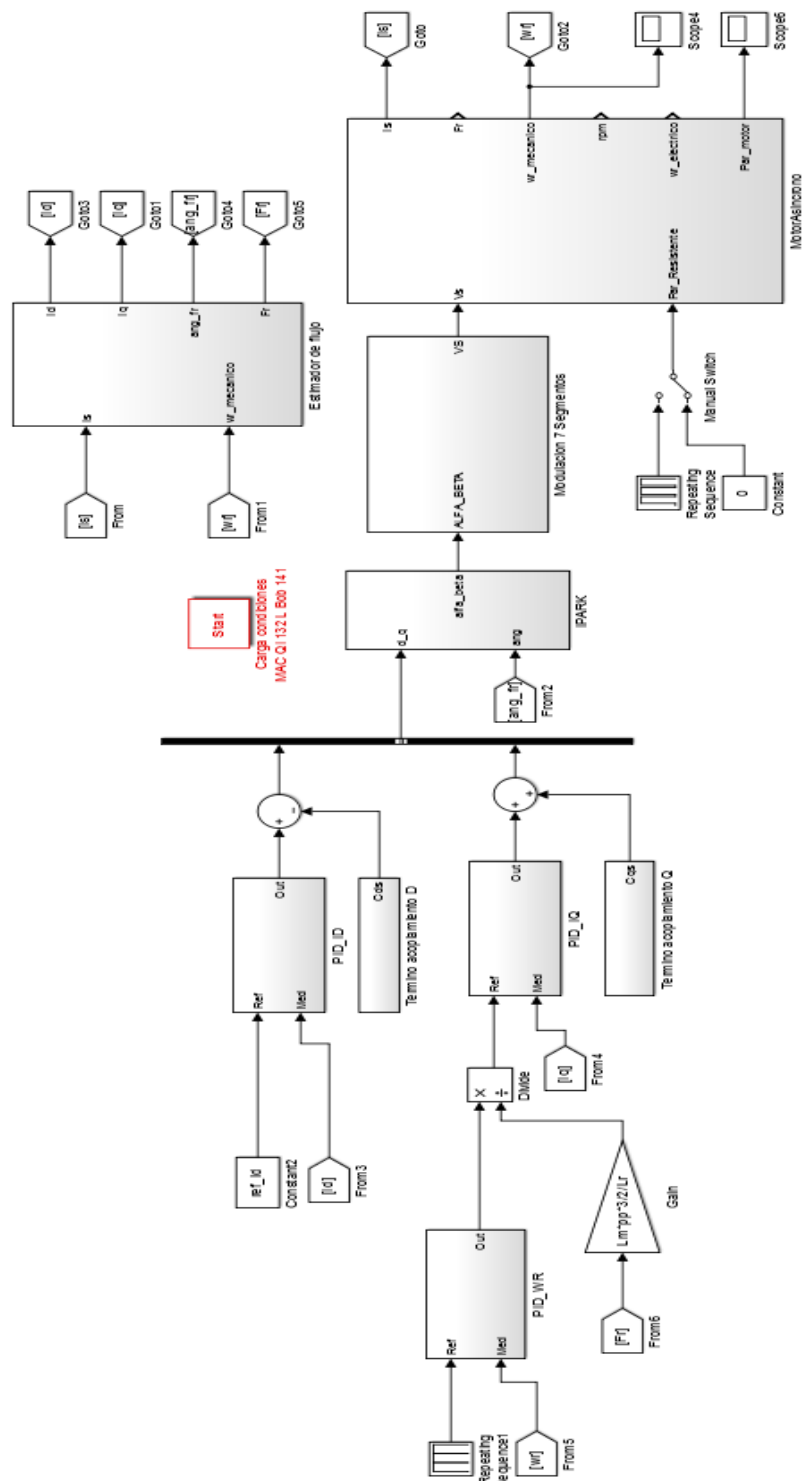 Repeating
Sequence1
[wr]
From5
Ref
Med
Out
PID_WR
[Fr]
From6
Lm*pp*3/2/Lr
Gain
ref_Id
Constant2
[Id]
From3
×
÷
Divide
[Iq]
From4
Ref
Med
Out
PID_ID
Cds
Termino acoplamiento D
+
−
Ref
Med
Out
PID_IQ
Cqs
Termino acoplamiento Q
+
+
Start
Carga condiciones
MAC QI 132 L Bob 141
[ang_fr]
From2
d_q
ang
alfa_beta
IPARK
ALFA_BETA
VS
Modulacion 7 Segmentos
[Is]
From
[wr]
From1
Is
wr_mecanico
Id
Iq
ang_fr
Fr
Estimador de flujo
[Id]
Goto3
[Iq]
Goto1
[ang_fr]
Goto4
[Fr]
Goto5
Repeating
Sequence
0
Constant
Manual Switch
Vs
Par_Resistente
Is
Fr
wr_mecanico
rpm
wr_electrico
Par_motor
MotorAsincrono
[Is]
Goto
[wr]
Goto2
Scope4
Scope6